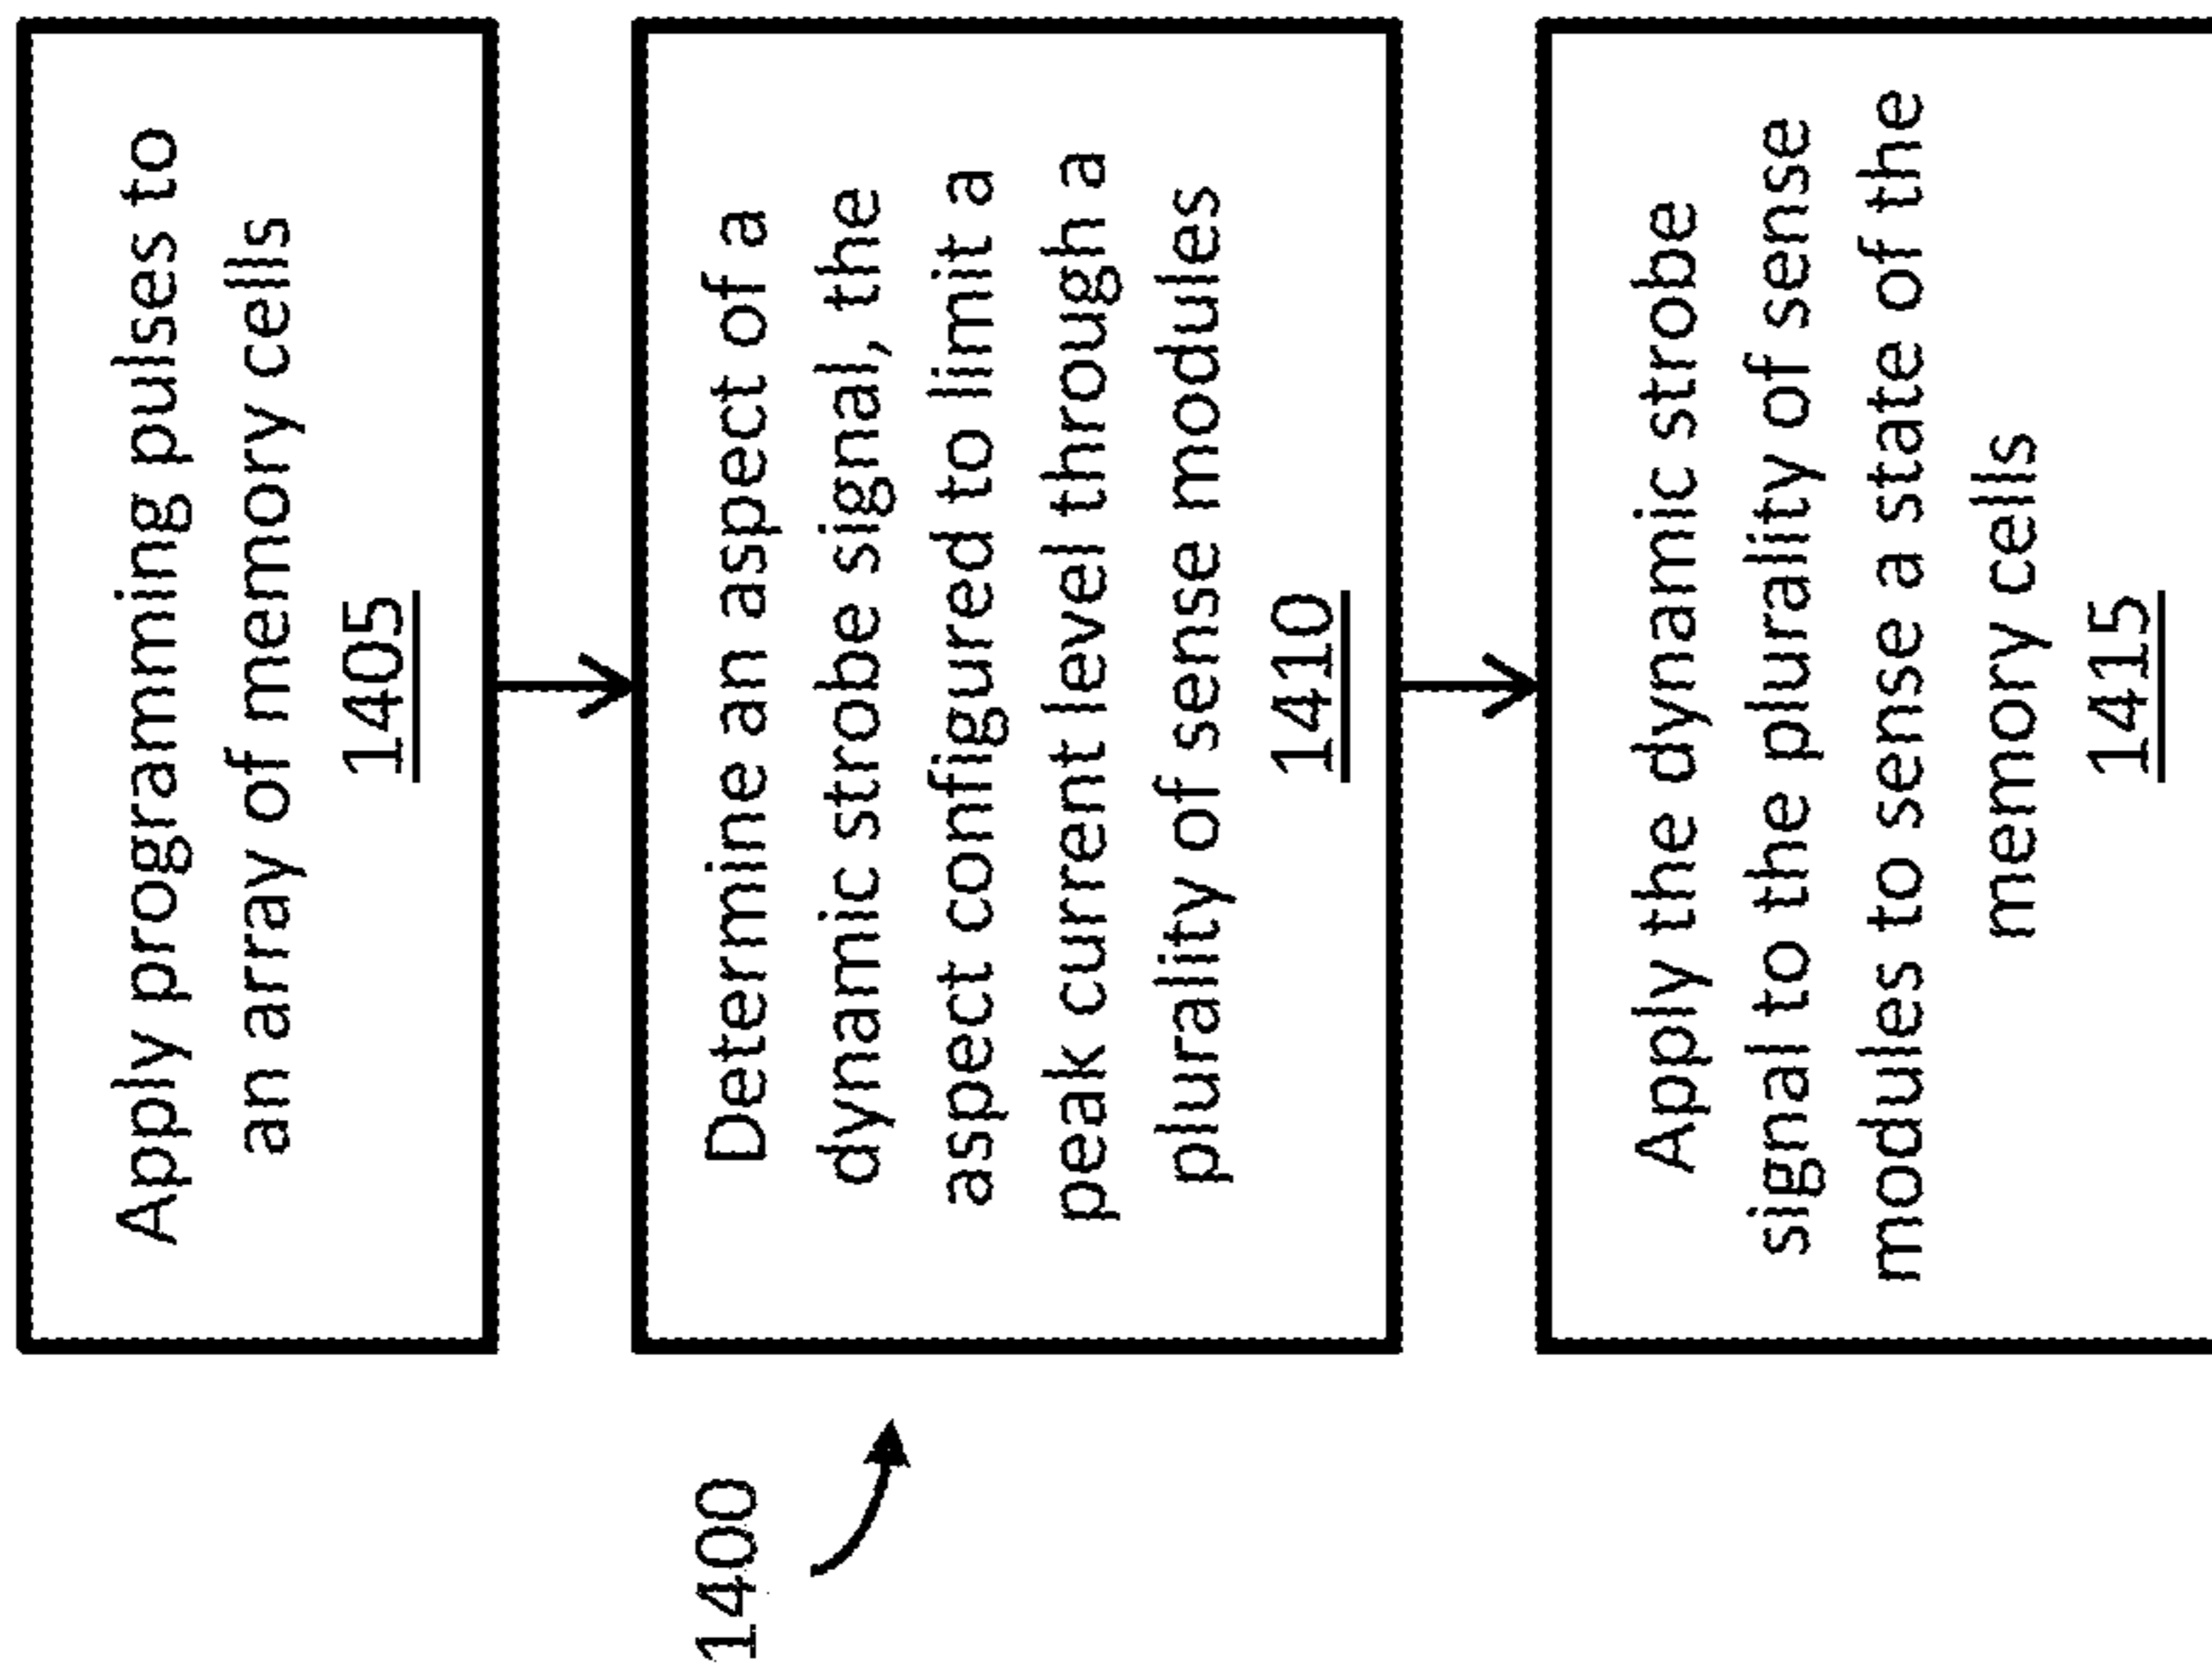 Apply programming pulses to
an array of memory cells
1405
1400
Determine an aspect of a
dynamic strobe signal, the
aspect configured to limit a
peak current level through a
plurality of sense modules
1410
Apply the dynamic strobe
signal to the plurality of sense
modules to sense a state of the
memory cells
1415